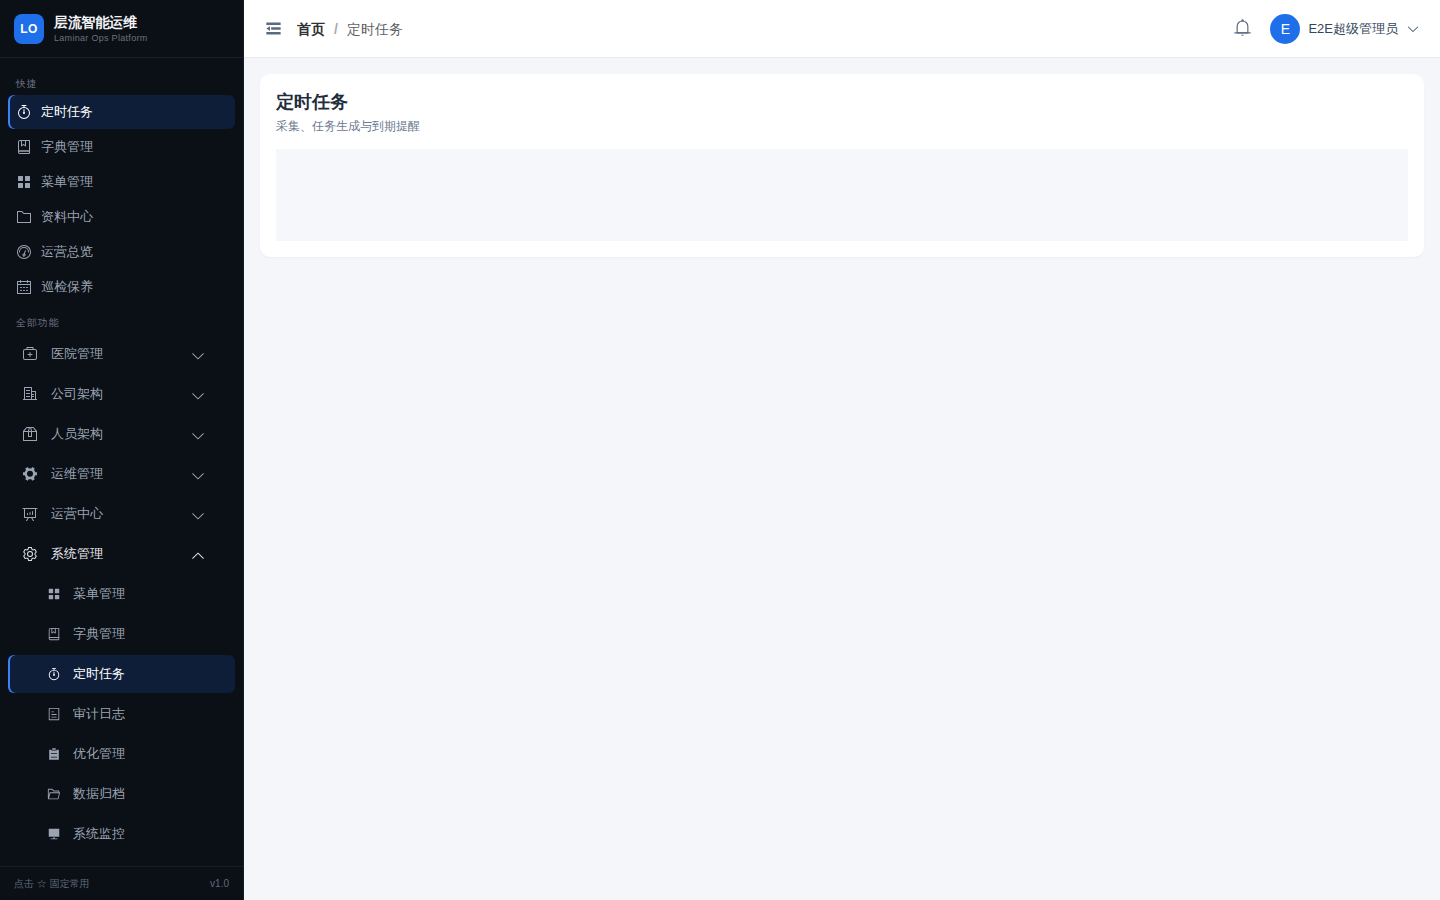 LO
层流智能运维
Laminar Ops Platform
快捷
定时任务
字典管理
菜单管理
资料中心
运营总览
巡检保养
全部功能
医院管理
公司架构
人员架构
运维管理
运营中心
系统管理
菜单管理
字典管理
定时任务
审计日志
优化管理
数据归档
系统监控
点击 ☆ 固定常用 v1.0
首页 / 定时任务
E E2E超级管理员
定时任务
采集、任务生成与到期提醒